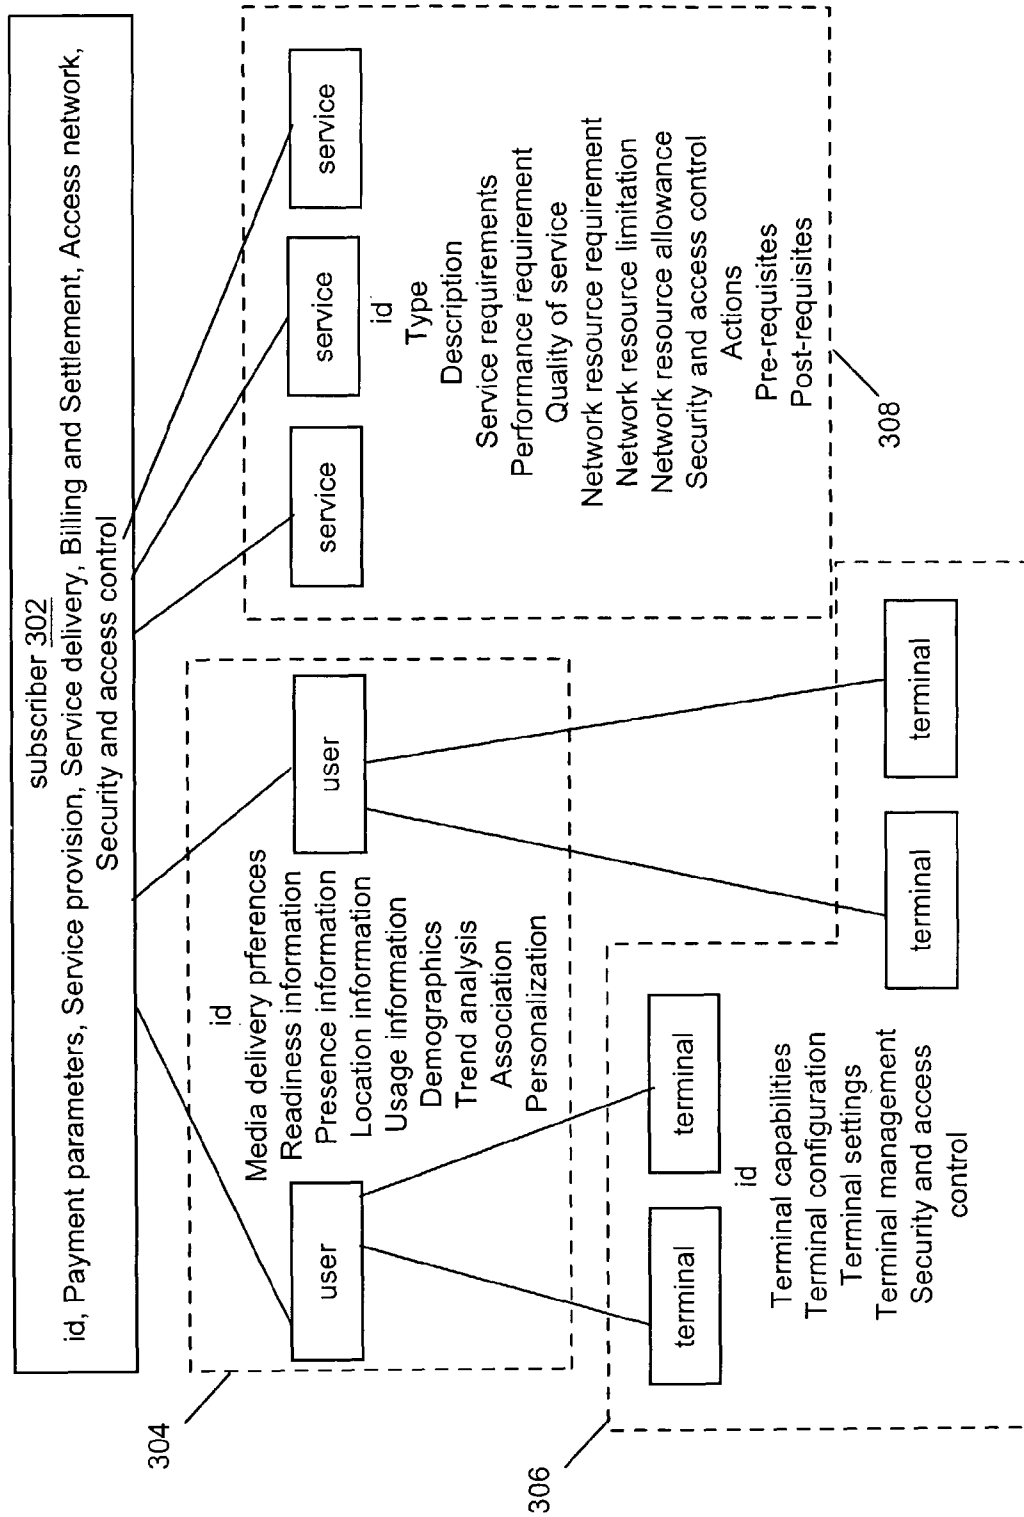 subscriber 302
id, Payment parameters, Service provision, Service delivery, Billing and Settlement, Access network,
Security and access control
304
user
id
Media delivery prferences
Readiness information
Presence information
Location information
Usage information
Demographics
Trend analysis
Association
Personalization
user
service
service
service
id
Type
Description
Service requirements
Performance requirement
Quality of service
Network resource requirement
Network resource limitation
Network resource allowance
Security and access control
Actions
Pre-requisites
Post-requisites
308
306
terminal
terminal
id
Terminal capabilities
Terminal configuration
Terminal settings
Terminal management
Security and access
control
terminal
terminal